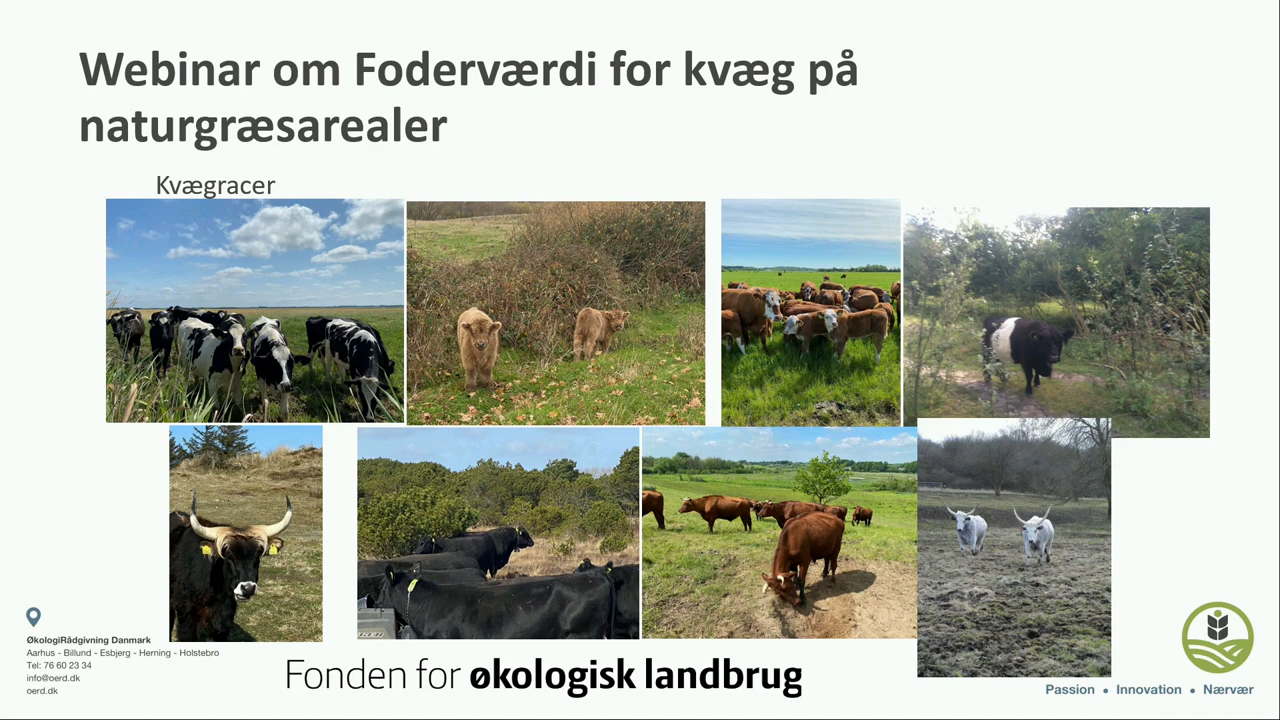 Webinar om Foderværdi for kvæg på
naturgræsarealer
Kvægracer
ØkologiRådgivning Danmark
Aarhus - Billund - Esbjerg - Herning - Holstebro
Tel: 76 60 23 34
info@oerd.dk
oerd.dk
Fonden for økologisk landbrug
Passion • Innovation • Nærvær